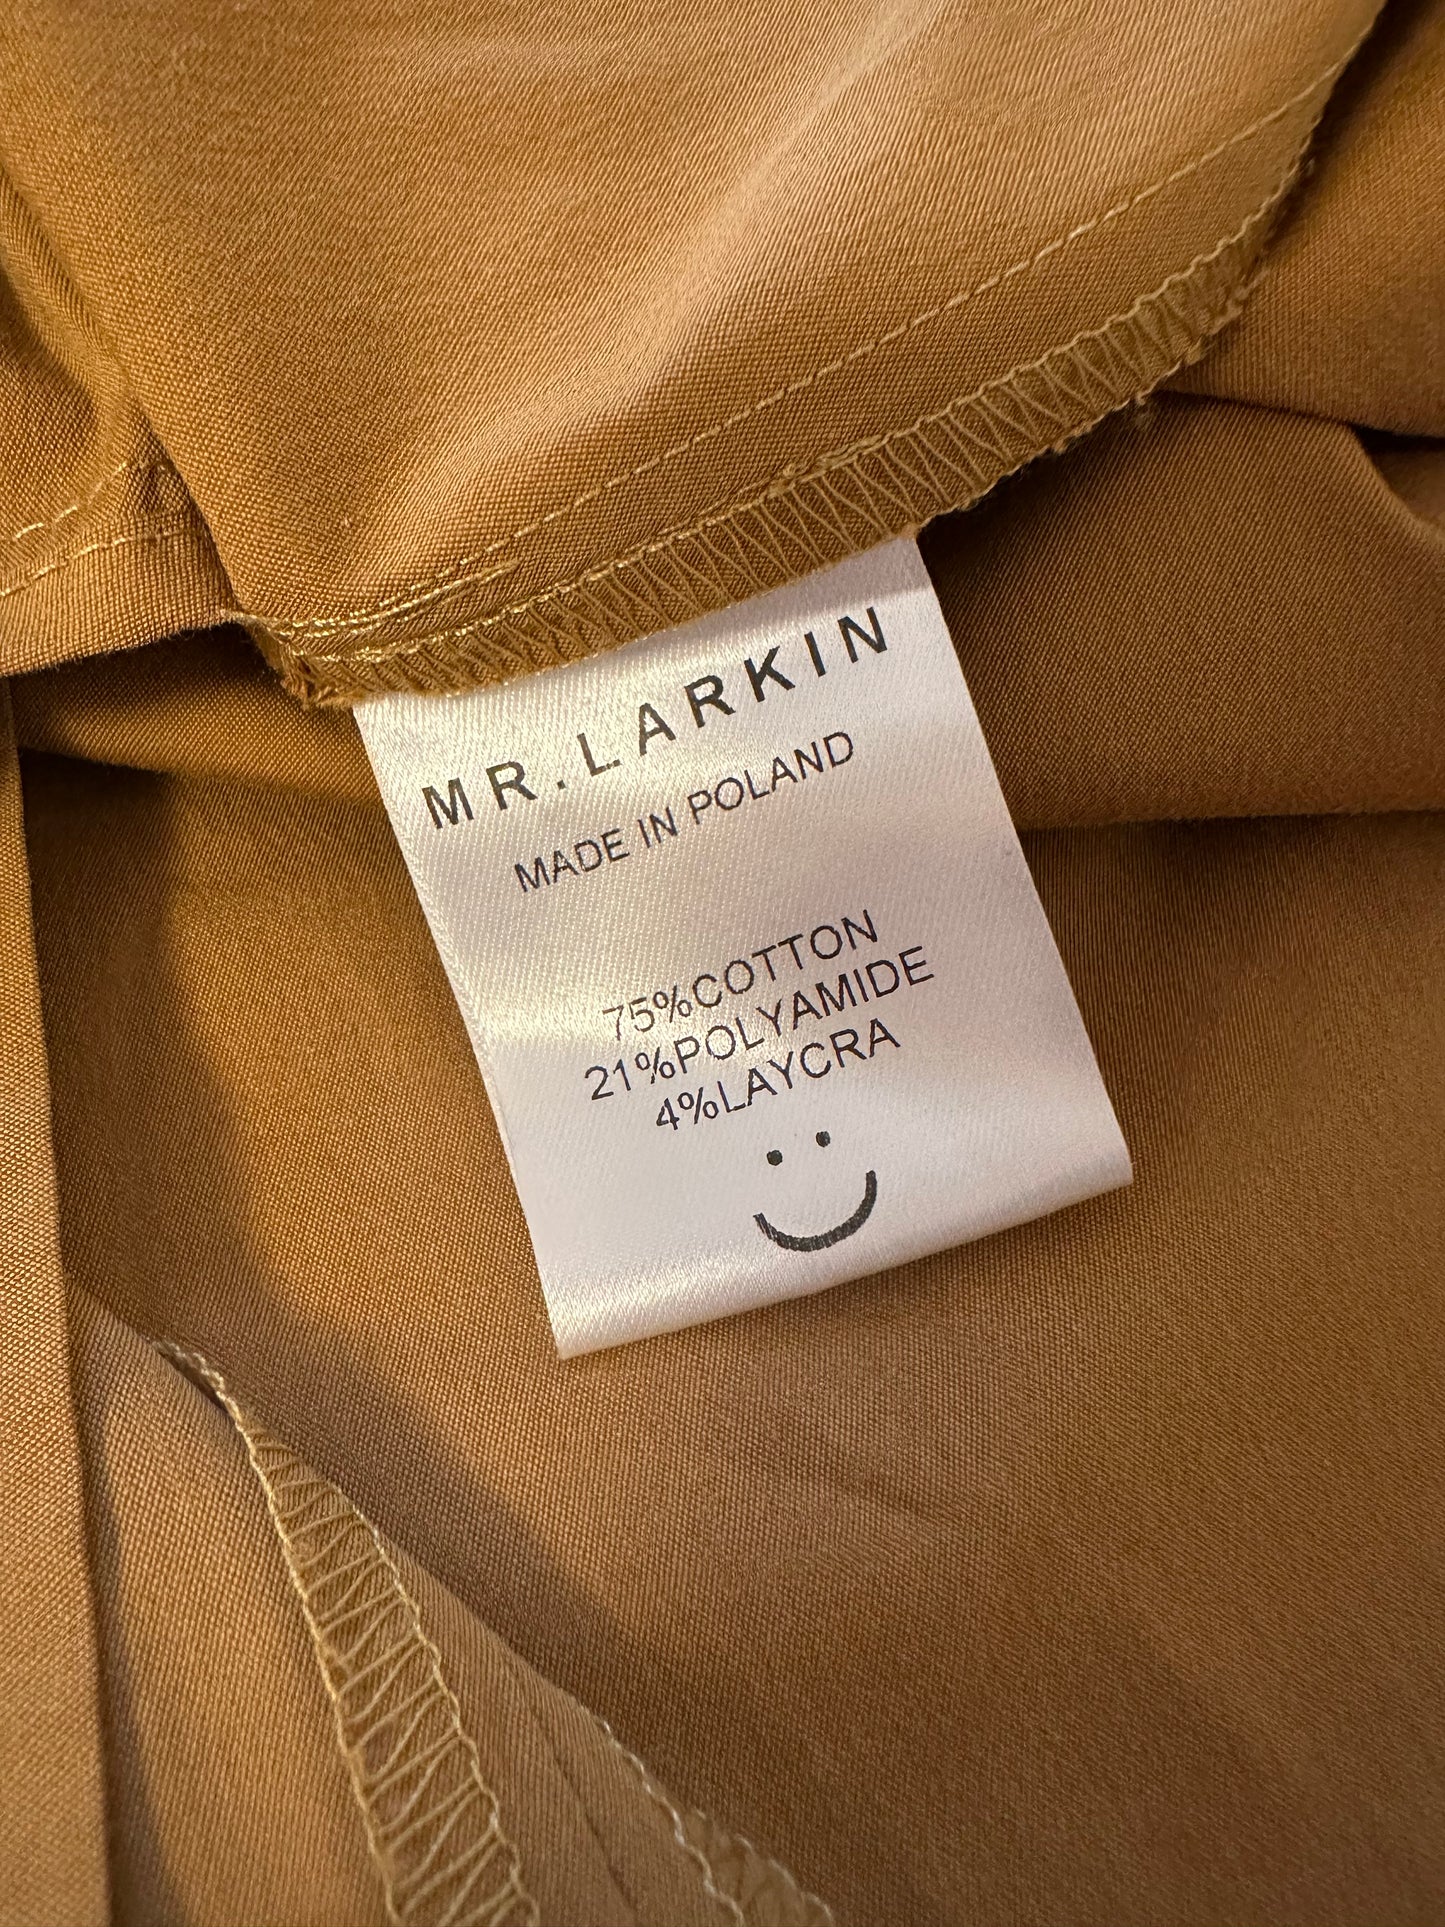 MR.LARKIN
MADE IN POLAND
75%COTTON
21%POLYAMIDE
4%LAYCRA